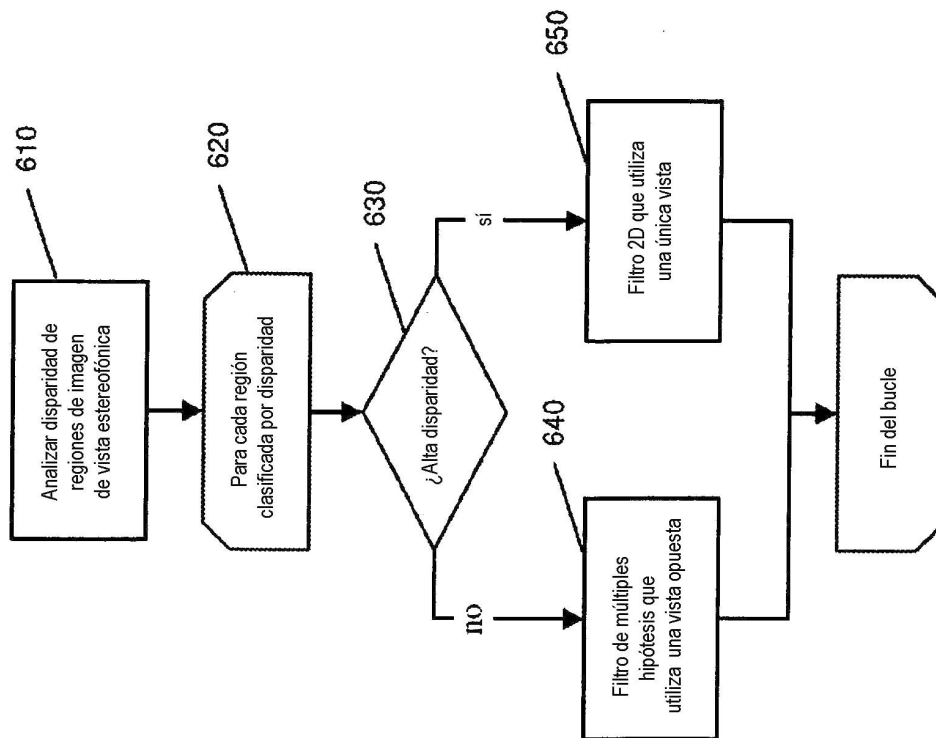 610
Analizar disparidad de
regiones de imagen
de vista estereofónica
620
Para cada región
clasificada por disparidad
630
¿Alta disparidad?
no
sí
640
Filtro de múltiples
hipótesis que
utiliza una vista opuesta
650
Filtro 2D que utiliza
una única vista
Fin del bucle